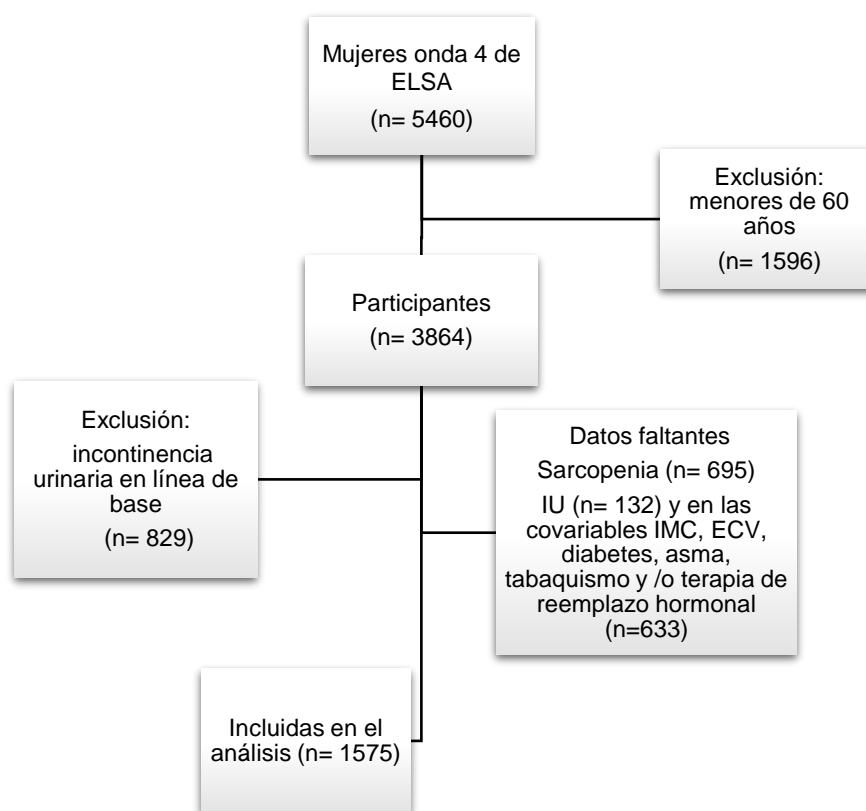 Mujeres onda 4 de
ELSA
(n= 5460)
Exclusión:
menores de 60
años
(n= 1596)
Participantes
(n= 3864)
Exclusión:
incontinencia
urinaria en línea de
base
(n= 829)
Datos faltantes
Sarcopenia (n= 695)
IU (n= 132) y en las
covariables IMC, ECV,
diabetes, asma,
tabaquismo y /o terapia de
reemplazo hormonal
(n=633)
Incluidas en el
análisis (n= 1575)